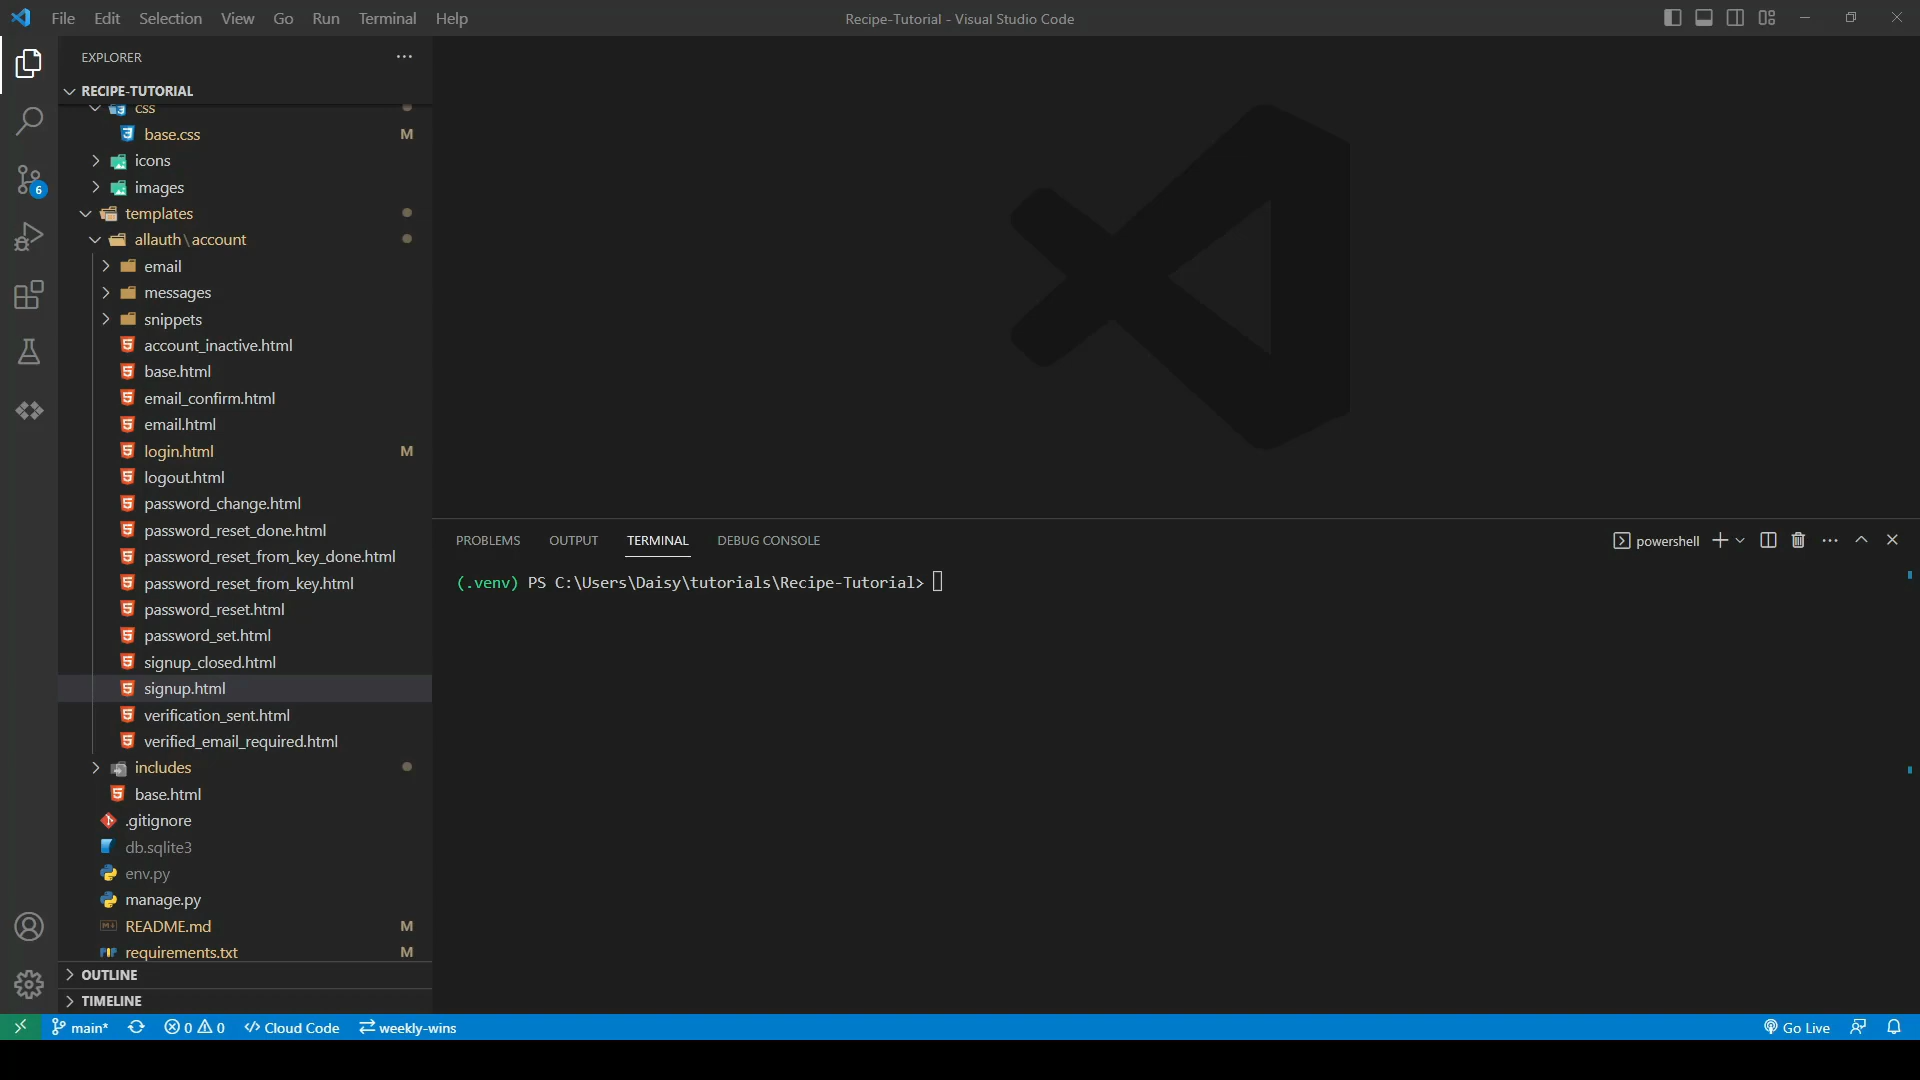 File Edit Selection View Go Run Terminal Help
Recipe-Tutorial - Visual Studio Code
EXPLORER
RECIPE-TUTORIAL
css
base.css M
icons
images
templates
allauth\account
email
messages
snippets
account_inactive.html
base.html
email_confirm.html
email.html
login.html M
logout.html
password_change.html
password_reset_done.html
password_reset_from_key_done.html
password_reset_from_key.html
password_reset.html
password_set.html
signup_closed.html
signup.html
verification_sent.html
verified_email_required.html
includes
base.html
.gitignore
db.sqlite3
env.py
manage.py
README.md M
requirements.txt M
OUTLINE
TIMELINE
6
PROBLEMS OUTPUT TERMINAL DEBUG CONSOLE
powershell
(.venv) PS C:\Users\Daisy\tutorials\Recipe-Tutorial>
main* 0 0 Cloud Code weekly-wins
Go Live